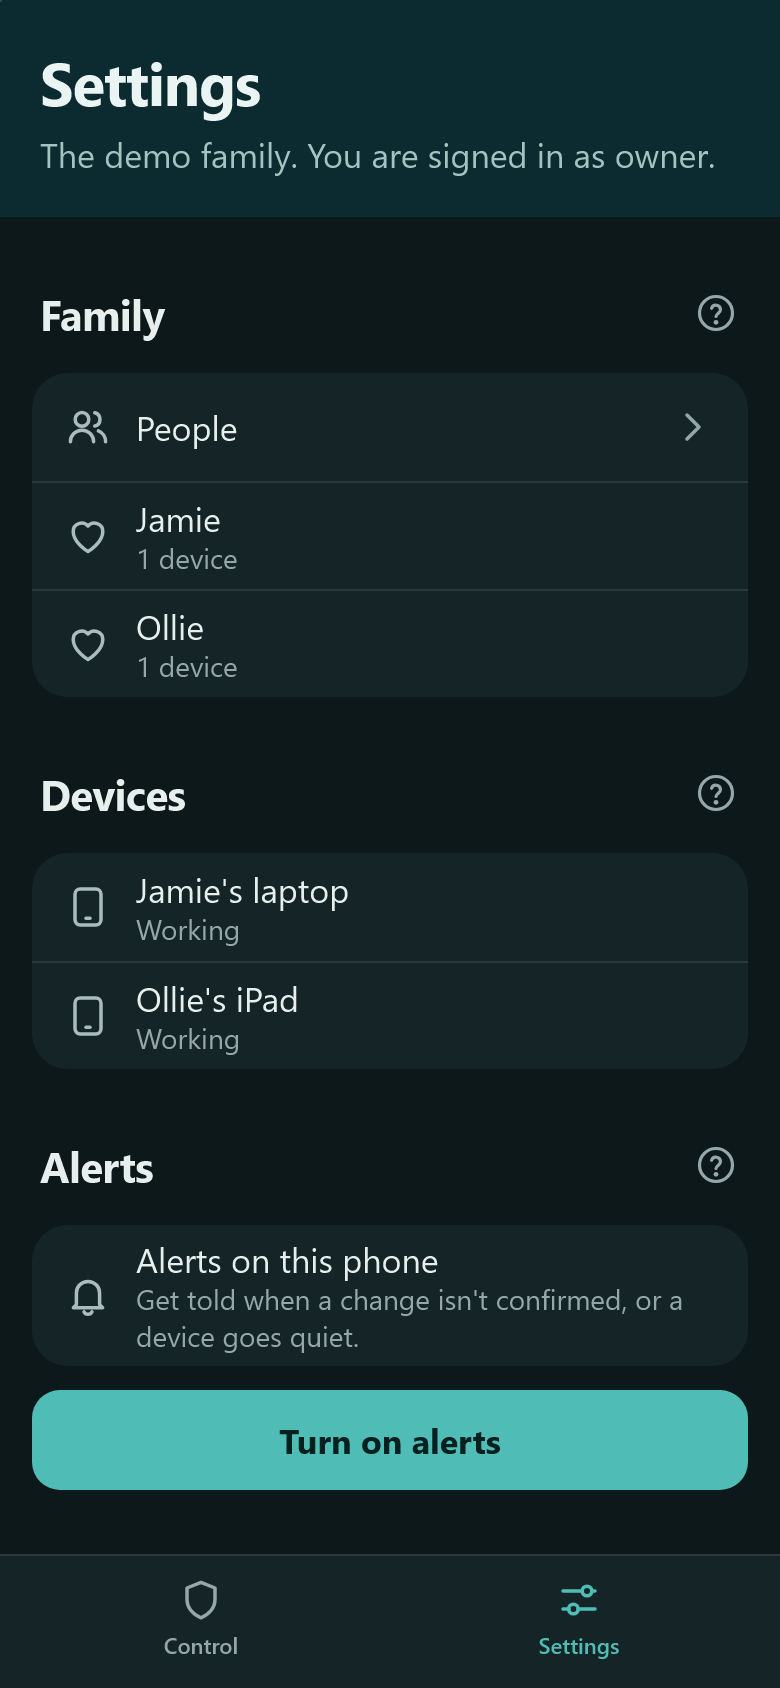 Settings
The demo family. You are signed in as owner.
Family
People
Jamie
1 device
Ollie
1 device
Devices
Jamie's laptop
Working
Ollie's iPad
Working
Alerts
Alerts on this phone
Get told when a change isn't confirmed, or a
device goes quiet.
Turn on alerts
Control
Settings